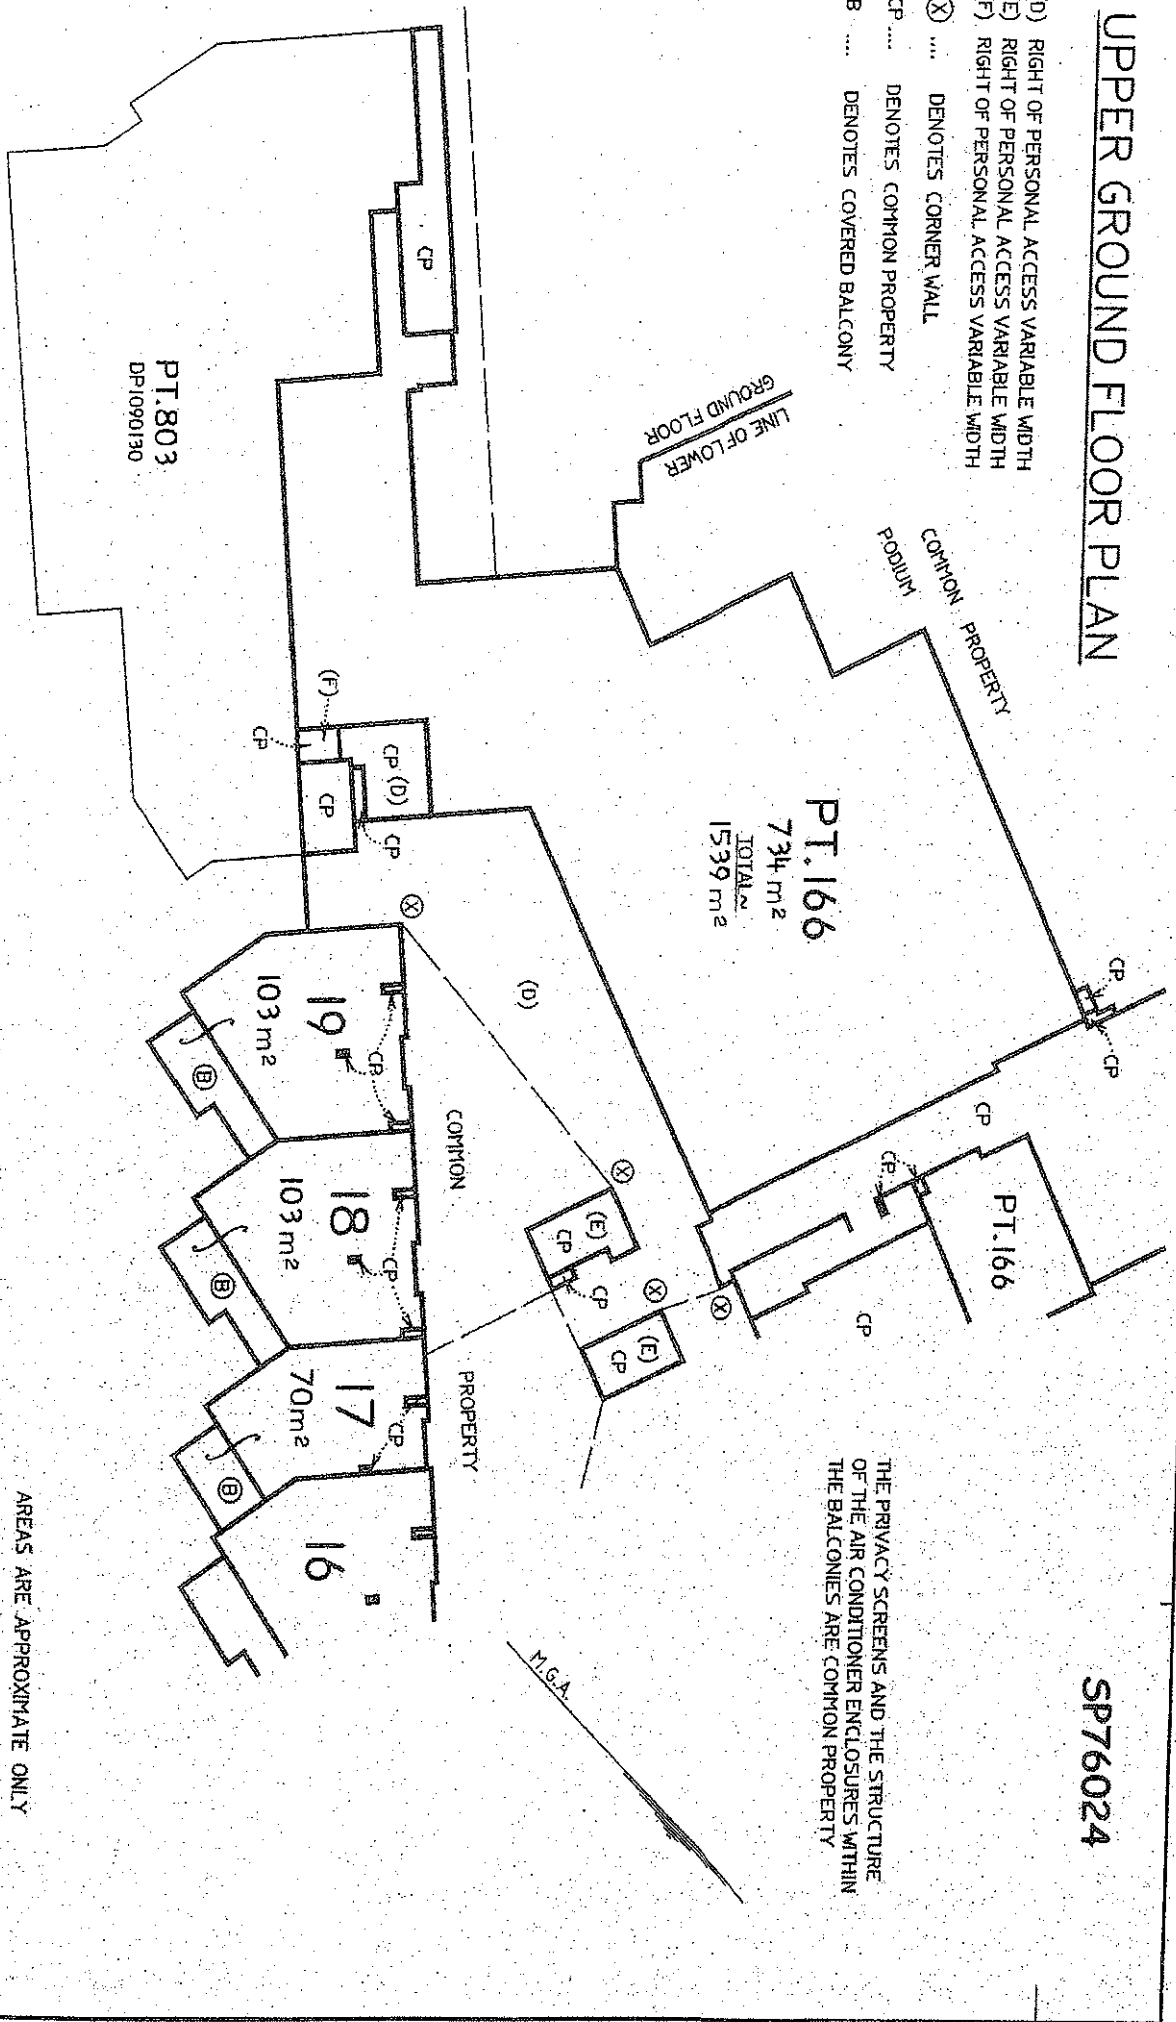 UPPER GROUND FLOOR PLAN
SP76024
D) RIGHT OF PERSONAL ACCESS VARIABLE WIDTH
E) RIGHT OF PERSONAL ACCESS VARIABLE WIDTH
F) RIGHT OF PERSONAL ACCESS VARIABLE WIDTH
(X) .... DENOTES CORNER WALL
CP .... DENOTES COMMON PROPERTY
B .... DENOTES COVERED BALCONY
THE PRIVACY SCREENS AND THE STRUCTURE
OF THE AIR CONDITIONER ENCLOSURES WITHIN
THE BALCONIES ARE COMMON PROPERTY
COMMON PROPERTY
PODIUM
LINE OF LOWER
GROUND FLOOR
CP
CP
CP
CP
PT.166
CP
PT.166
734 m²
TOTAL~
1539 m²
CP
(D)
(X)
(X)
(X)
(X)
(E)
CP
CP
(E)
CP
CP (D)
(F)
CP
CP
CP
COMMON
PROPERTY
M.G.A.
19
103 m²
CP
(B)
18
103 m²
CP
(B)
17
70m²
CP
(B)
16
PT.803
DP1090130
AREAS ARE APPROXIMATE ONLY